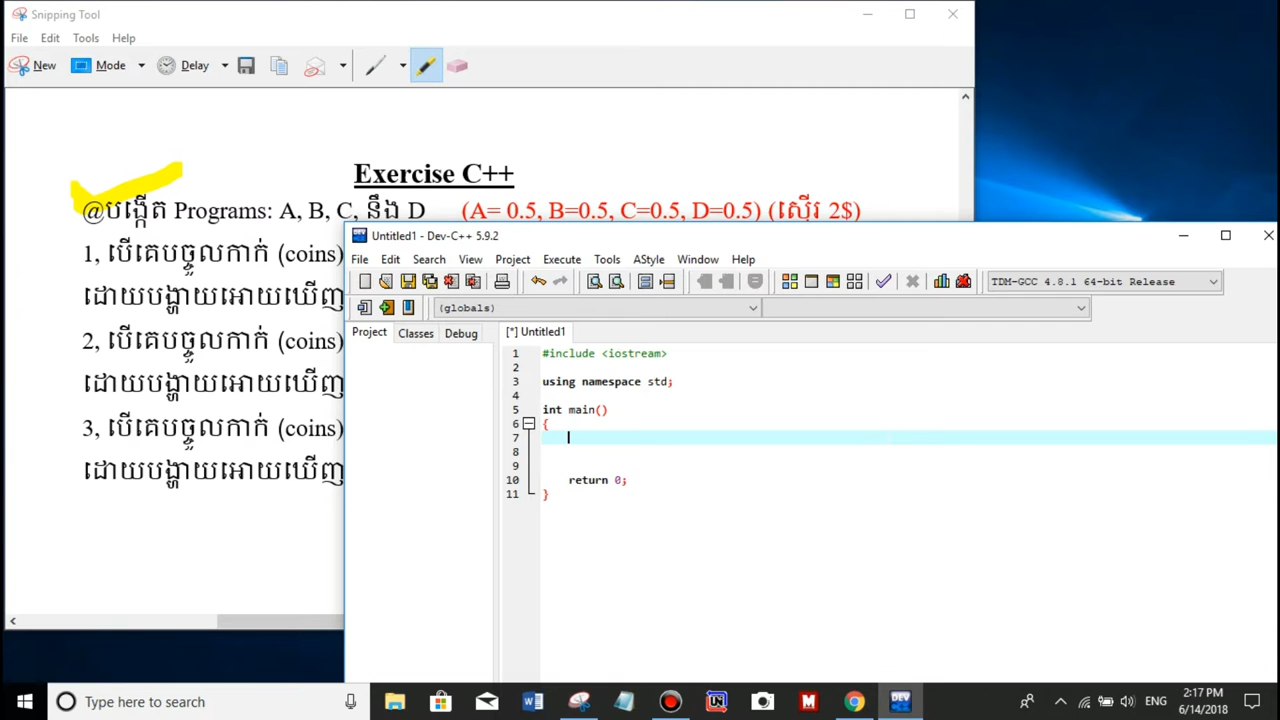 Snipping Tool
File Edit Tools Help
New Mode Delay
Exercise C++
@បង្កើត Programs: A, B, C, នឹង D (A= 0.5, B=0.5, C=0.5, D=0.5) (ស្មើរ 2$)
1, បើគេបច្ចូលកាក់ (coins)
ដោយបង្ហាយអោយឃើញ
2, បើគេបច្ចូលកាក់ (coins)
ដោយបង្ហាយអោយឃើញ
3, បើគេបច្ចូលកាក់ (coins)
ដោយបង្ហាយអោយឃើញ
Untitled1 - Dev-C++ 5.9.2
File Edit Search View Project Execute Tools AStyle Window Help
TDM-GCC 4.8.1 64-bit Release
(globals)
Project Classes Debug
[*] Untitled1
1 #include <iostream>
2
3 using namespace std;
4
5 int main()
6 {
7
8
9
10 return 0;
11 }
Type here to search
DEV
ENG
2:17 PM
6/14/2018